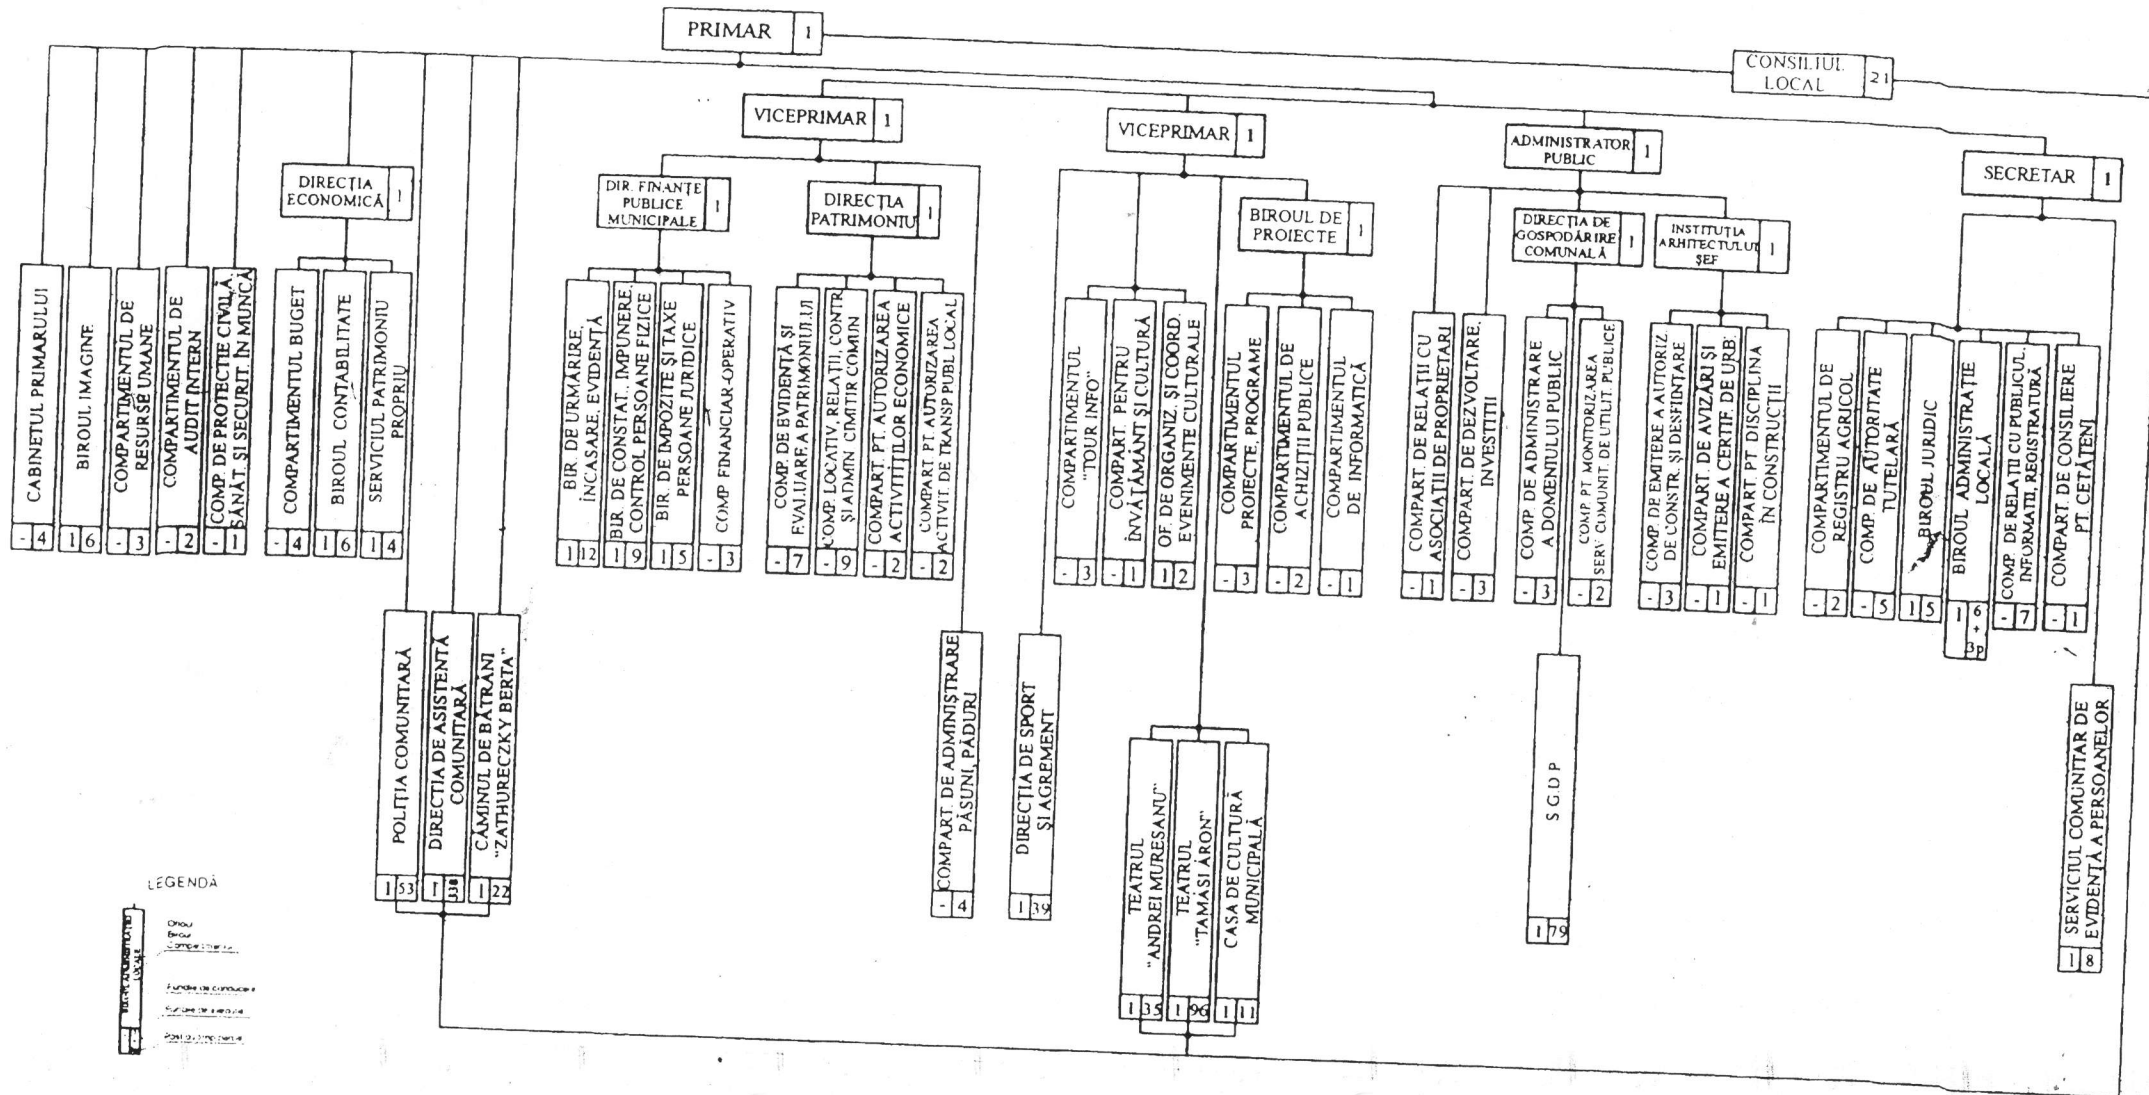 PRIMAR 1
CONSILIUL
LOCAL 21
VICEPRIMAR 1
VICEPRIMAR 1
ADMINISTRATOR
PUBLIC 1
SECRETAR 1
DIRECȚIA
ECONOMICĂ 1
DIR. FINANȚE
PUBLICE
MUNICIPALE 1
DIRECȚIA
PATRIMONIU 1
BIROUL DE
PROIECTE 1
DIRECȚIA DE
GOSPODĂRIRE
COMUNALĂ 1
INSTITUȚIA
ARHITECTULUI
ȘEF 1
CABINETUL PRIMARULUI
- 4
BIROUL IMAGINE
1 6
COMPARTIMENTUL DE
RESURSE UMANE
- 3
COMPARTIMENTUL DE
AUDIT INTERN
- 2
COMP. DE PROTECȚIE CIVILĂ,
SĂNĂT. ȘI SECURIT. ÎN MUNCĂ
- 1
COMPARTIMENTUL BUGET
- 4
BIROUL CONTABILITATE
1 6
SERVICIUL PATRIMONIU
PROPRIU
1 4
BIR. DE URMĂRIRE,
ÎNCASARE, EVIDENȚĂ
1 12
BIR. DE CONSTAT., IMPUNERE,
CONTROL PERSOANE FIZICE
1 9
BIR. DE IMPOZITE ȘI TAXE
PERSOANE JURIDICE
1 5
COMP FINANCIAR-OPERATIV
- 3
COMP. DE EVIDENȚĂ ȘI
EVALUARE A PATRIMONIULUI
- 7
COMP. LOCATIV, RELAȚII, CONTR
ȘI ADMIN CIMITIR COMUN
- 9
COMPART. PT. AUTORIZAREA
ACTIVITĂȚILOR ECONOMICE
- 2
COMPART. PT. AUTORIZAREA
ACTIVIT. DE TRANSP PUBL LOCAL
- 2
COMPARTIMENTUL
"TOUR INFO"
- 3
COMPART. PENTRU
ÎNVĂȚĂMÂNT ȘI CULTURĂ
- 1
OF. DE ORGANIZ. ȘI COORD.
EVENIMENTE CULTURALE
1 2
COMPARTIMENTUL
PROIECTE, PROGRAME
- 3
COMPARTIMENTUL DE
ACHIZIȚII PUBLICE
- 2
COMPARTIMENTUL
DE INFORMATICĂ
- 1
COMPART. DE RELAȚII CU
ASOCIAȚII DE PROPRIETARI
- 1
COMPART. DE DEZVOLTARE,
INVESTIȚII
- 3
COMP. DE ADMINISTRARE
A DOMENIULUI PUBLIC
- 3
COMP. PT. MONITORIZAREA
SERV. COMUNIT. DE UTILIT. PUBLICE
- 2
COMP. DE EMITERE A AUTORIZ.
DE CONSTR. ȘI DESFIINȚARE
- 3
COMPART. DE AVIZĂRI ȘI
EMITERE A CERTIF. DE URB.
- 1
COMPART. PT DISCIPLINA
ÎN CONSTRUCȚII
- 1
COMPARTIMENTUL DE
REGISTRU AGRICOL
- 2
COMP. DE AUTORITATE
TUTELARĂ
- 5
BIROUL JURIDIC
1 5
BIROUL ADMINISTRAȚIE
LOCALĂ
1 6
+
3p
COMP. DE RELAȚII CU PUBLICUL,
INFORMAȚII, REGISTRATURĂ
- 7
COMPART. DE CONSILIERE
PT. CETĂȚENI
- 1
POLIȚIA COMUNITARĂ
1 53
DIRECȚIA DE ASISTENȚĂ
COMUNITARĂ
1
CĂMINUL DE BĂTRÂNI
"ZATHURECZKY BERTA"
1 22
COMPART. DE ADMINISTRARE
PĂȘUNI, PĂDURI
- 4
DIRECȚIA DE SPORT
ȘI AGREMENT
1 39
TEATRUL
"ANDREI MUREȘANU"
1 35
TEATRUL
"TAMÁSI ÁRON"
1 96
CASA DE CULTURĂ
MUNICIPALĂ
1 11
S G D P
1 79
SERVICIUL COMUNITAR DE
EVIDENȚĂ A PERSOANELOR
1 8
LEGENDĂ